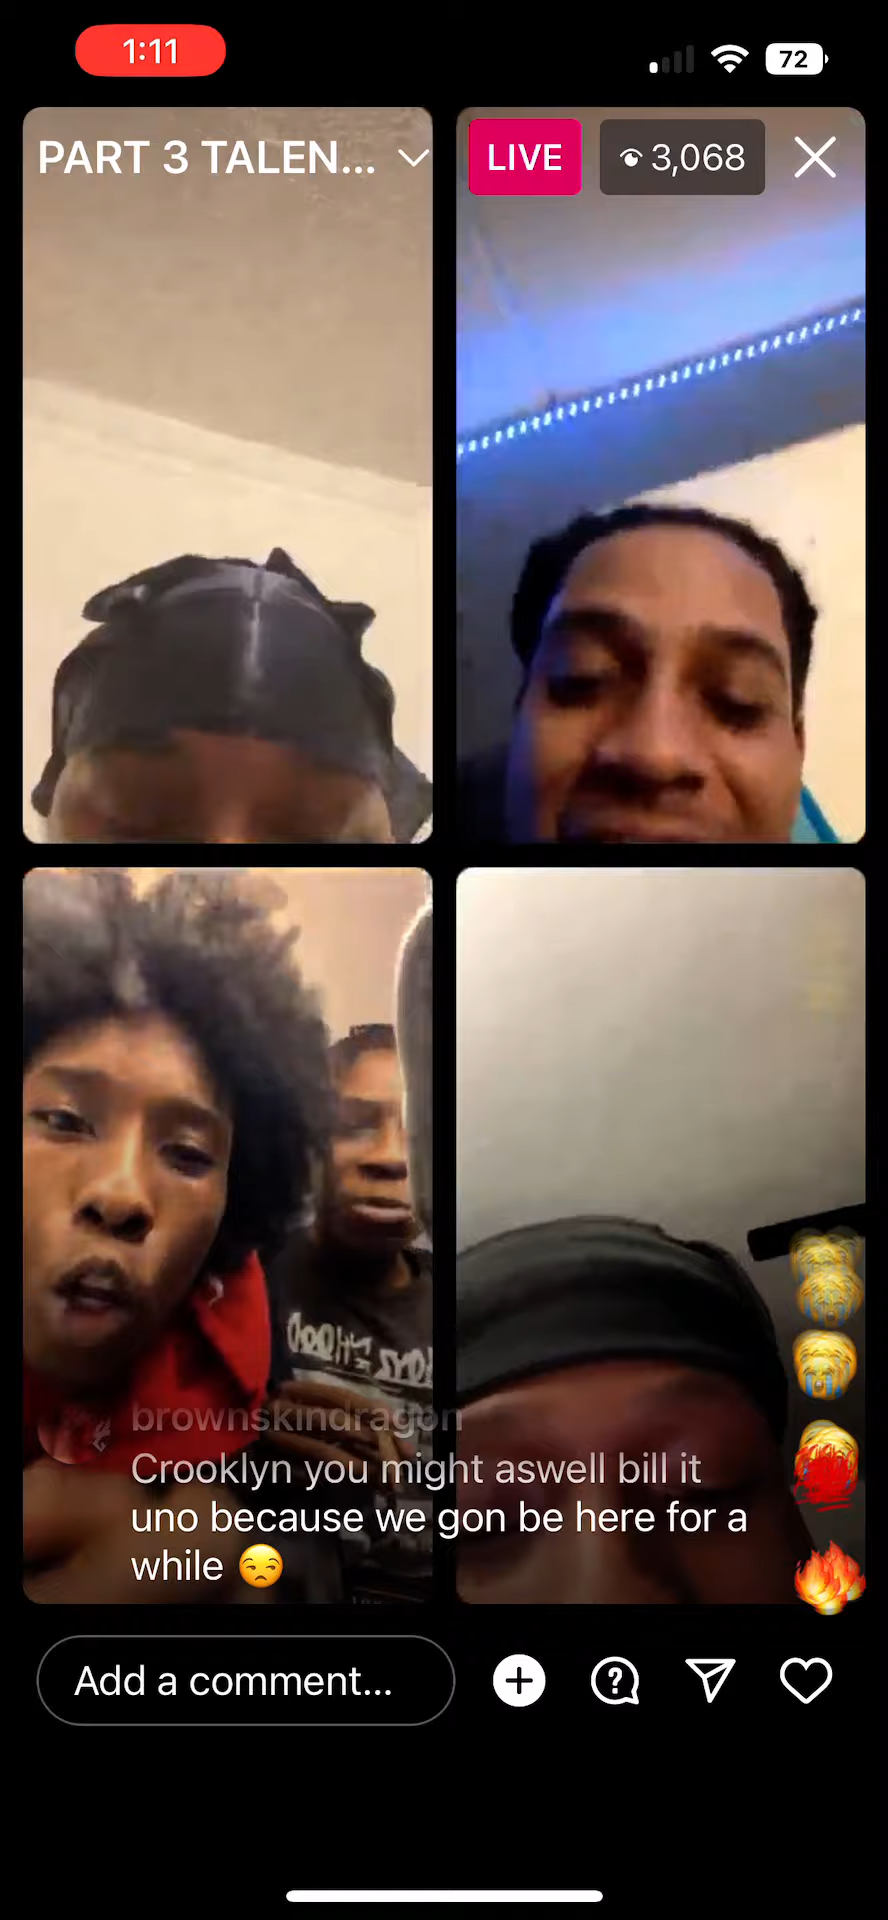 1:11
72
PART 3 TALEN...
LIVE
3,068
brownskindragon
Crooklyn you might aswell bill it
uno because we gon be here for a
while 😒
Add a comment...